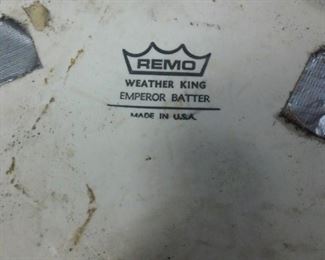 REMO
WEATHER KING
EMPEROR BATTER
MADE IN U.S.A.